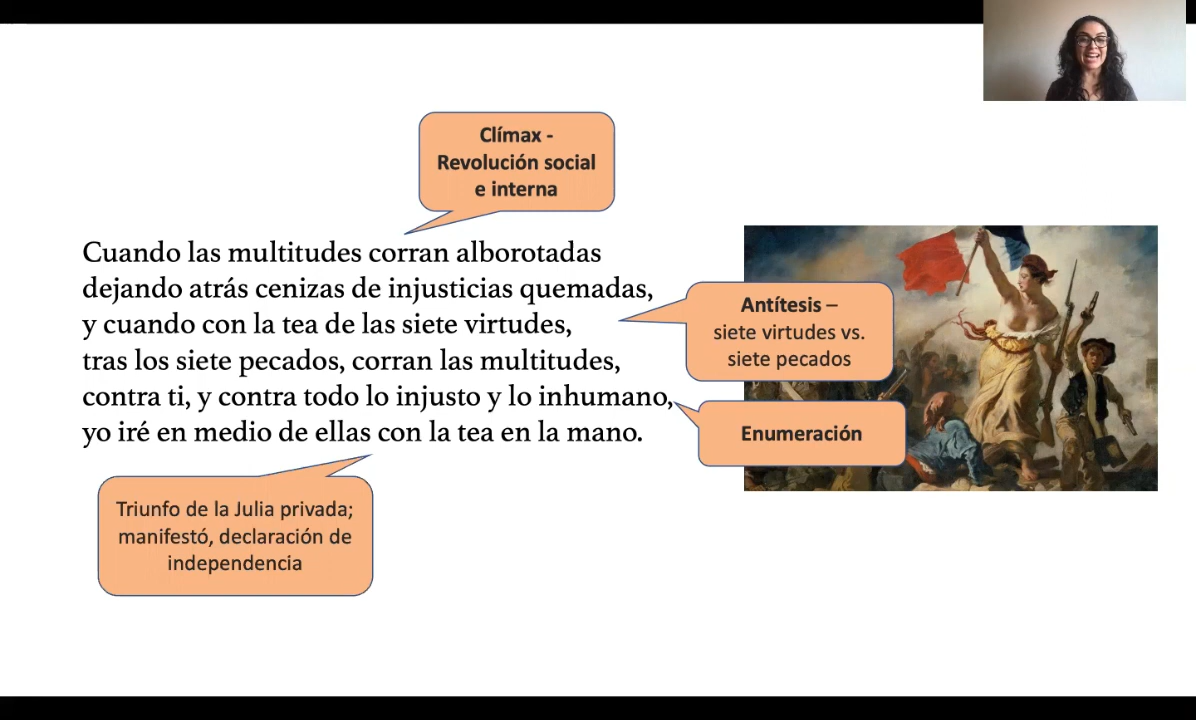 Clímax -
Revolución social
e interna
Cuando las multitudes corran alborotadas
dejando atrás cenizas de injusticias quemadas,
y cuando con la tea de las siete virtudes,
tras los siete pecados, corran las multitudes,
contra ti, y contra todo lo injusto y lo inhumano,
yo iré en medio de ellas con la tea en la mano.
Antítesis –
siete virtudes vs.
siete pecados
Enumeración
Triunfo de la Julia privada;
manifestó, declaración de
independencia